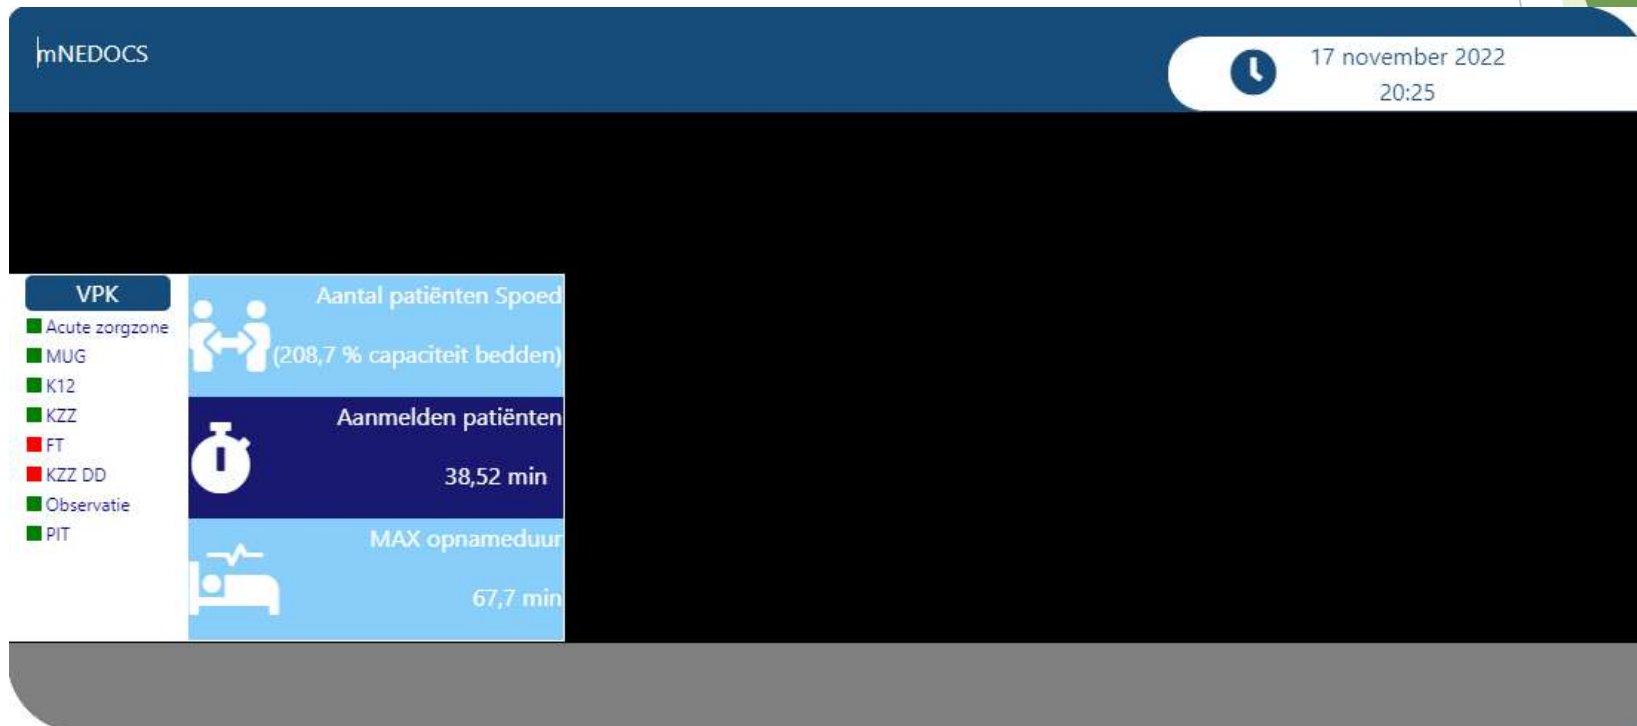 mNEDOCS
17 november 2022
20:25
VPK
Acute zorgzone
MUG
K12
KZZ
FT
KZZ DD
Observatie
PIT
Aantal patiënten Spoed
(208,7 % capaciteit bedden)
Aanmelden patiënten
38,52 min
MAX opnameduur
67,7 min